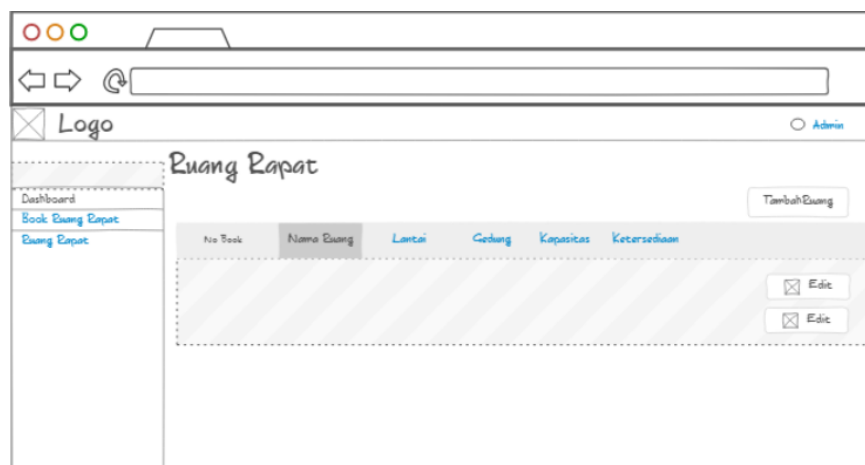 Logo
Admin
Ruang Rapat
Dashboard
Book Ruang Rapat
Ruang Rapat
TambahRuang
No Book Nama Ruang Lantai Gedung Kapasitas Ketersediaan
Edit
Edit